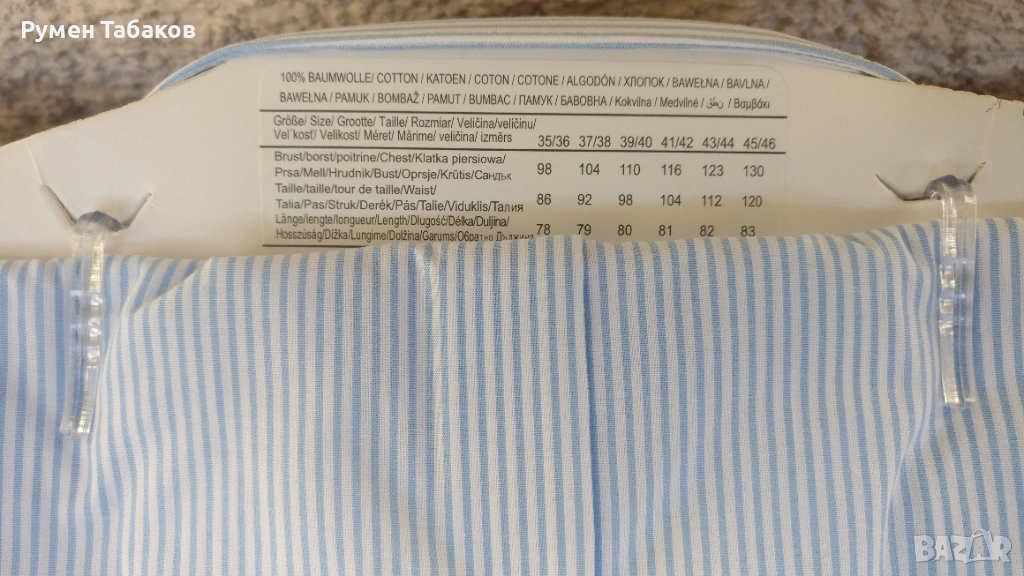 Румен Табаков
100% BAUMWOLLE/ COTTON / KATOEN / COTON / COTONE / ALGODÓN / ХЛОПОК / BAWEŁNA / BAVLNA /
BAWEŁNA / PAMUK / BOMBAŽ / PAMUT / BUMBAC / ПАМУК / БАВОВНА / Kokvilna / Medvilné / / Βαμβάκι
Größe/ Size/ Grootte/ Taille/ Rozmiar/ Veličina/veličinu/
Vel´kost/ Velikost/ Méret/ Mărime/ veličina/ izmērs 35/36 37/38 39/40 41/42 43/44 45/46
Brust/borst/poitrine/Chest/Klatka piersiowa/
Prsa/Mell/Hrudnik/Bust/Oprsje/Krūtis/Сандък 98 104 110 116 123 130
Taille/taille/tour de taille/Waist/
Talia/Pas/Struk/Derék/Pás/Talie/Viduklis/Талия 86 92 98 104 112 120
Länge/lengte/longueur/Length/Długość/Délka/Duljina/
Hosszúság/Dĺžka/Lungime/Dolžina/Garums/Обратно Дължина 78 79 80 81 82 83
BAZAR